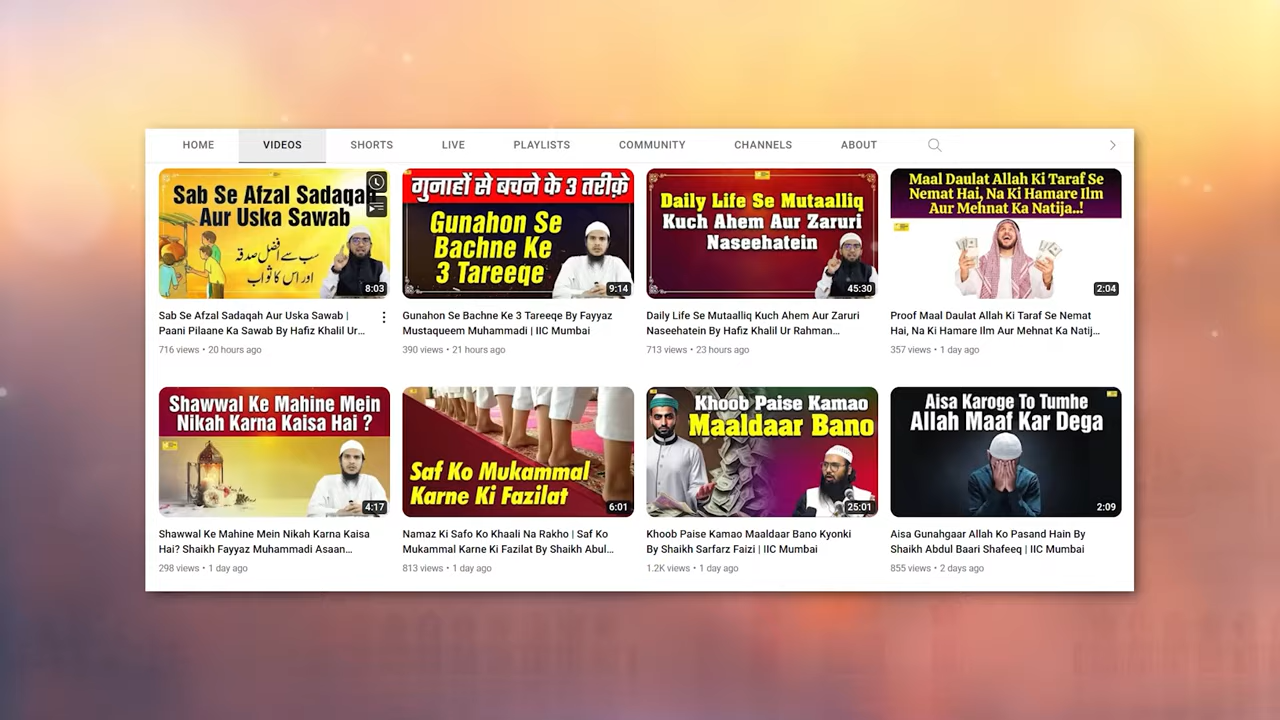 HOME VIDEOS SHORTS LIVE PLAYLISTS COMMUNITY CHANNELS ABOUT
Sab Se Afzal Sadaqah
Aur Uska Sawab
سب سے افضل صدقہ
اور اس کا ثواب
8:03
Sab Se Afzal Sadaqah Aur Uska Sawab |
Paani Pilaane Ka Sawab By Hafiz Khalil Ur...
716 views • 20 hours ago
गुनाहों से बचने के 3 तरीक़े
Gunahon Se
Bachne Ke
3 Tareeqe
9:14
Gunahon Se Bachne Ke 3 Tareeqe By Fayyaz
Mustaqueem Muhammadi | IIC Mumbai
390 views • 21 hours ago
Daily Life Se Mutaalliq
Kuch Ahem Aur Zaruri
Naseehatein
45:30
Daily Life Se Mutaalliq Kuch Ahem Aur Zaruri
Naseehatein By Hafiz Khalil Ur Rahman...
713 views • 23 hours ago
Maal Daulat Allah Ki Taraf Se
Nemat Hai, Na Ki Hamare Ilm
Aur Mehnat Ka Natija..!
2:04
Proof Maal Daulat Allah Ki Taraf Se Nemat
Hai, Na Ki Hamare Ilm Aur Mehnat Ka Natij...
357 views • 1 day ago
Shawwal Ke Mahine Mein
Nikah Karna Kaisa Hai ?
4:17
Shawwal Ke Mahine Mein Nikah Karna Kaisa
Hai? Shaikh Fayyaz Muhammadi Asaan...
298 views • 1 day ago
Saf Ko Mukammal
Karne Ki Fazilat
6:01
Namaz Ki Safo Ko Khaali Na Rakho | Saf Ko
Mukammal Karne Ki Fazilat By Shaikh Abul...
813 views • 1 day ago
Khoob Paise Kamao
Maaldaar Bano
25:01
Khoob Paise Kamao Maaldaar Bano Kyonki
By Shaikh Sarfarz Faizi | IIC Mumbai
1.2K views • 1 day ago
Aisa Karoge To Tumhe
Allah Maaf Kar Dega
2:09
Aisa Gunahgaar Allah Ko Pasand Hain By
Shaikh Abdul Baari Shafeeq | IIC Mumbai
855 views • 2 days ago